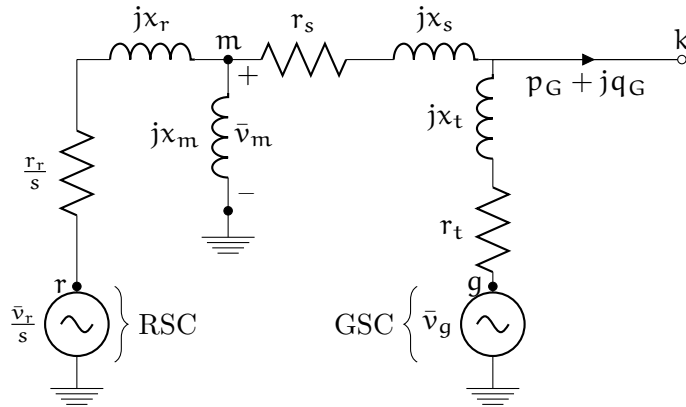 jx_r
m
r_s
jx_s
k
+
p_G + jq_G
jx_m
v̄_m
jx_t
r_r/s
−
r_t
r
g
v̄_r/s
RSC
GSC
v̄_g